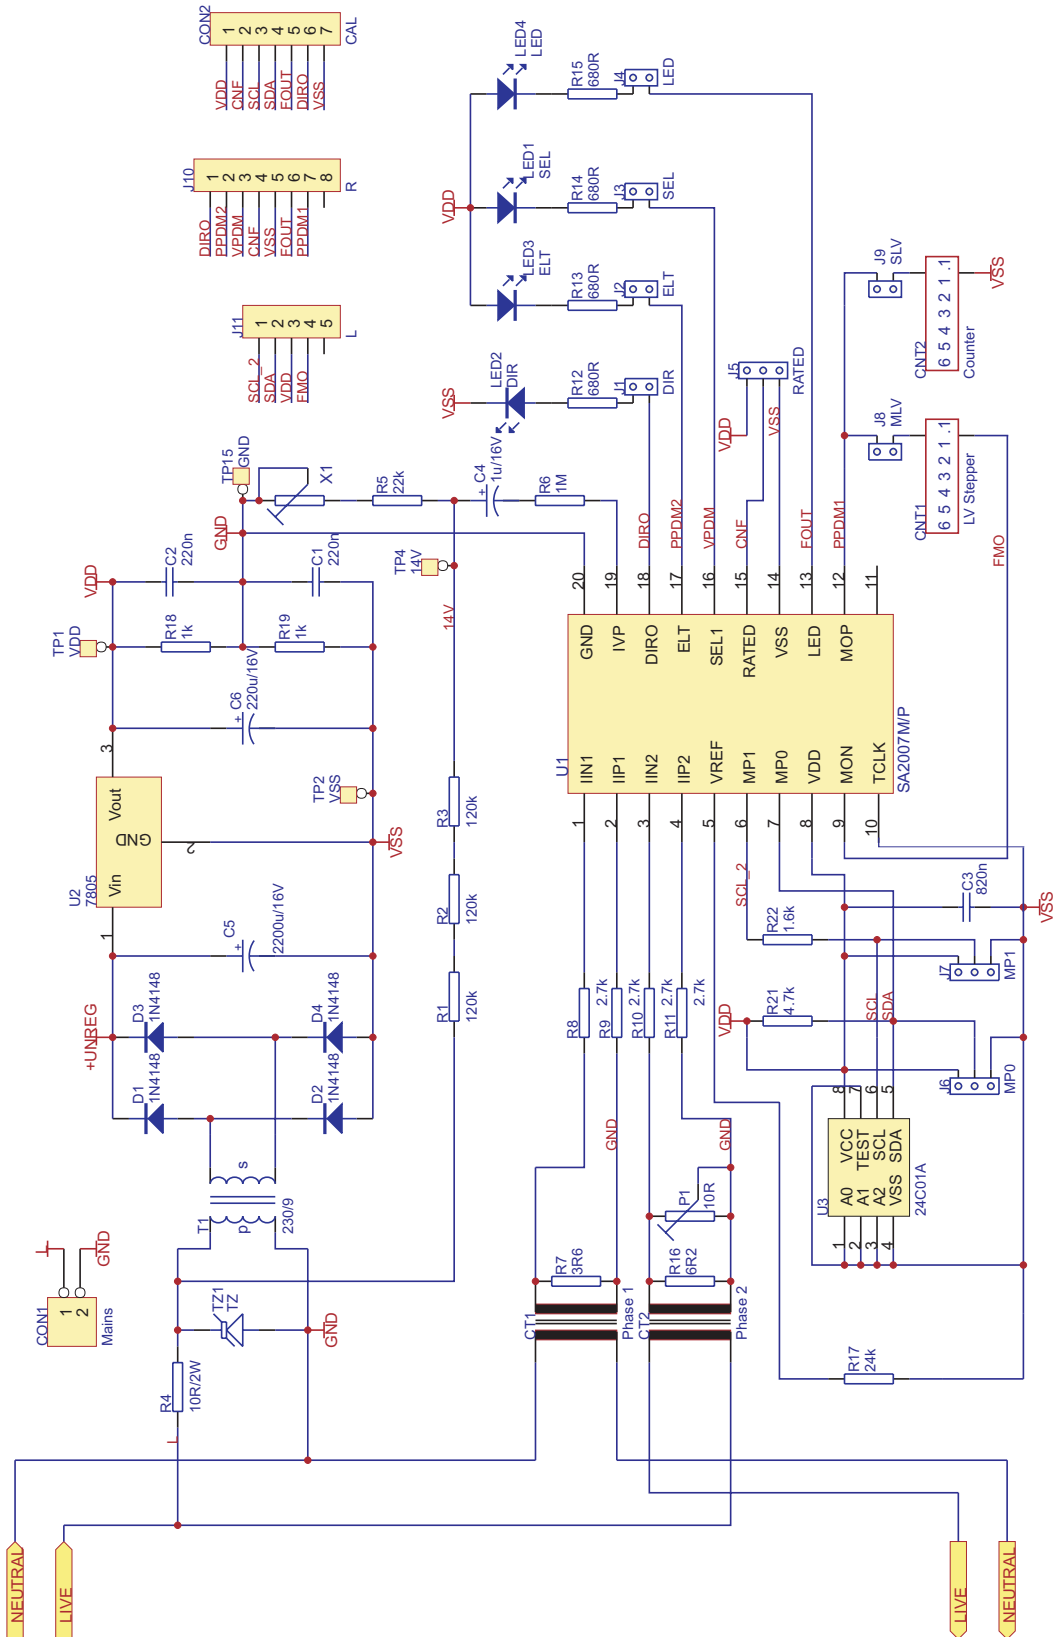 CON2
1
2
3
4
5
6
7
CAL
VDD
CNF
SCL
SDA
FOUT
DIRO
VSS
J10
1
2
3
4
5
6
7
8
R
DIRO
PPDM2
VPDM
CNF
VSS
FOUT
PPDM1
J11
1
2
3
4
5
L
SCL_2
SDA
VDD
FMO
LED4
LED
R15
680R
J4
LED
VDD
LED1
SEL
R14
680R
J3
SEL
LED3
ELT
R13
680R
J2
ELT
VSS
LED2
DIR
R12
680R
J1
DIR
VDD
J5
RATED
VSS
J9
SLV
CNT2
6 5 4 3 2 1 .1
Counter
VSS
J8
MLV
CNT1
6 5 4 3 2 1 .1
LV Stepper
FMO
TP15
GND
GND
X1
R5
22k
C4
1u/16V
+
R6
1M
TP4
14V
14V
VDD
C2
220n
C1
220n
TP1
VDD
R18
1k
R19
1k
C6
220u/16V
+
U2
7805
Vin
GND
Vout
1
2
3
TP2
VSS
VSS
C5
2200u/16V
+
+UNREG
D3
1N4148
D4
1N4148
D1
1N4148
D2
1N4148
R3
120k
R2
120k
R1
120k
T1
p
s
230/9
CON1
1
2
Mains
L
GND
TZ1
TZ
GND
R4
10R/2W
L
NEUTRAL
LIVE
U1
SA2007M/P
GND
IVP
DIRO
ELT
SEL1
RATED
VSS
LED
MOP
20
19
18
17
16
15
14
13
12
11
DIRO
PPDM2
VPDM
CNF
FOUT
PPDM1
IIN1
IIP1
IIN2
IIP2
VREF
MP1
MP0
VDD
MON
TCLK
1
2
3
4
5
6
7
8
9
10
SCL_2
R22
1.6k
C3
820n
VSS
J7
MP1
R8
R9
2.7k
R10
2.7k
R11
2.7k
VDD
R21
4.7k
SCL
SDA
J6
MP0
GND
GND
P1
10R
R7
3R6
R16
6R2
CT1
Phase 1
CT2
Phase 2
U3
24C01A
A0
A1
A2
VSS
VCC
TEST
SCL
SDA
1
2
3
4
8
7
6
5
R17
24k
LIVE
NEUTRAL